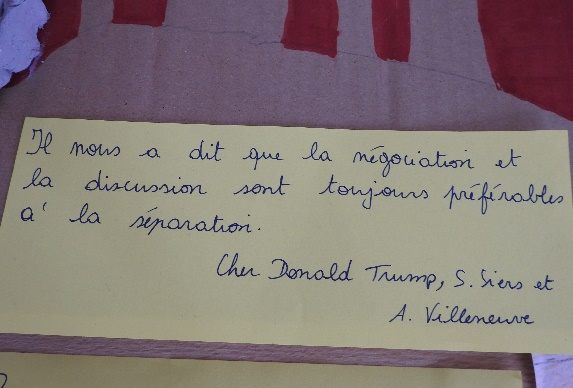 Il nous a dit que la négociation et
la discussion sont toujours préférables
a' la séparation.
Cher Donald Trump, S. Siers et
A. Villeneuve